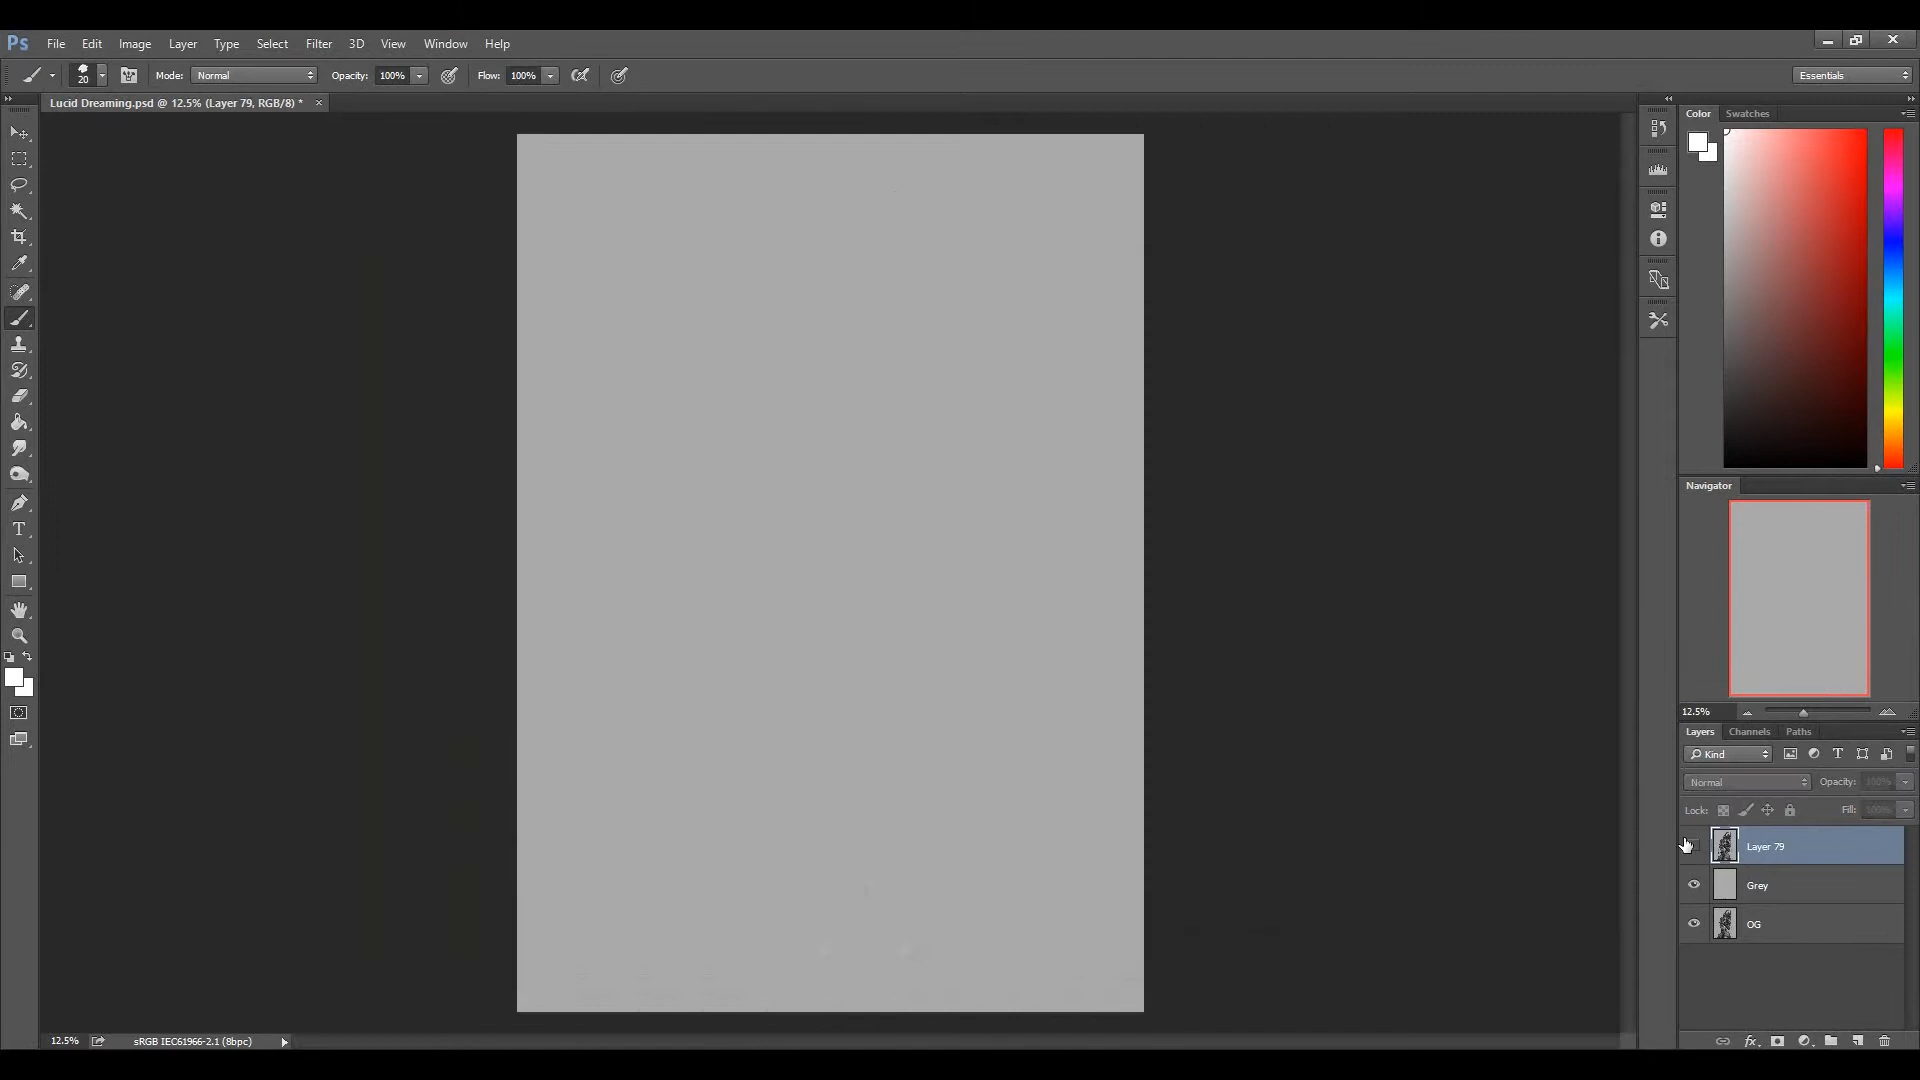 Ps File Edit Image Layer Type Select Filter 3D View Window Help
20 Mode: Normal Opacity: 100% Flow: 100% Essentials
Lucid Dreaming.psd @ 12.5% (Layer 79, RGB/8) * ×
Color Swatches
Navigator
12.5%
Layers Channels Paths
Kind
Normal Opacity: 100%
Lock: Fill: 100%
Layer 79
Grey
OG
12.5% sRGB IEC61966-2.1 (8bpc)